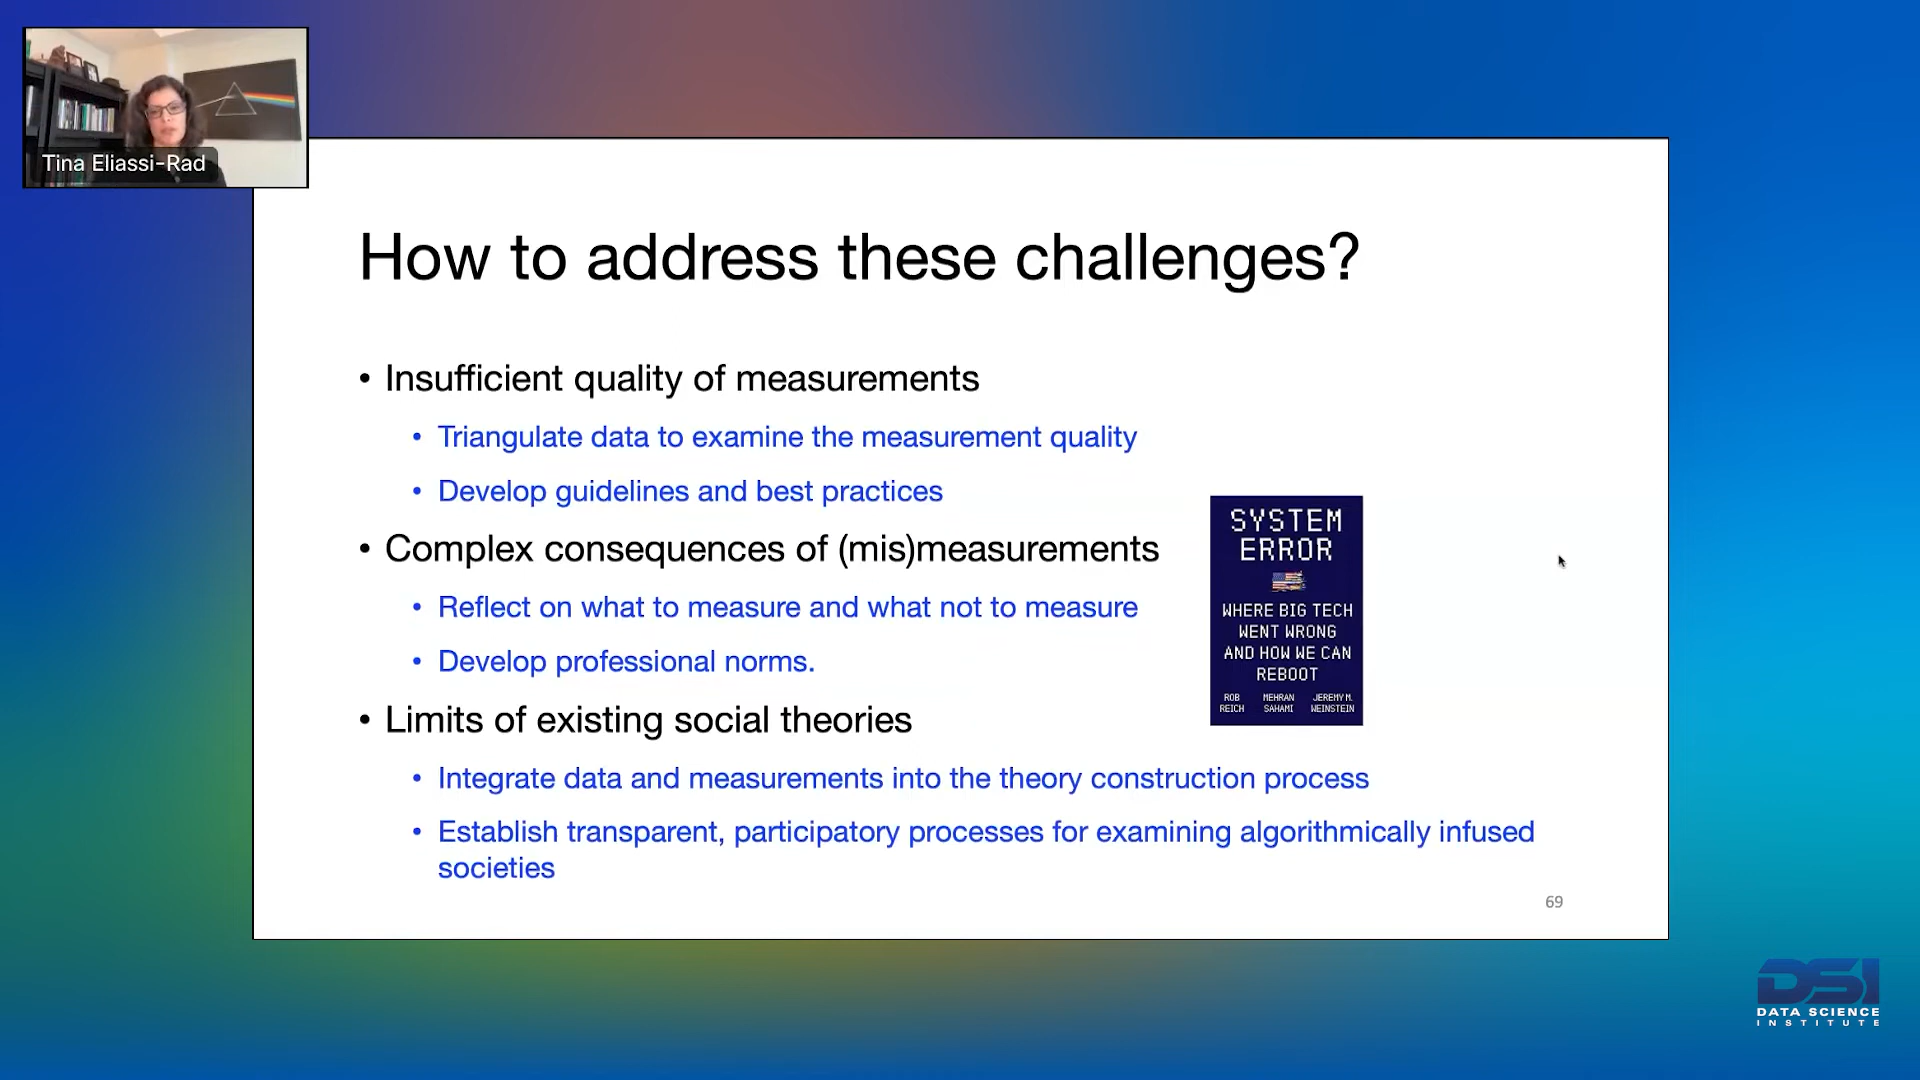 Tina Eliassi-Rad
How to address these challenges?
• Insufficient quality of measurements
• Triangulate data to examine the measurement quality
• Develop guidelines and best practices
• Complex consequences of (mis)measurements
• Reflect on what to measure and what not to measure
• Develop professional norms.
• Limits of existing social theories
• Integrate data and measurements into the theory construction process
• Establish transparent, participatory processes for examining algorithmically infused
societies
SYSTEM
ERROR
WHERE BIG TECH
WENT WRONG
AND HOW WE CAN
REBOOT
ROB MEHRAN JEREMY M.
REICH SAHAMI WEINSTEIN
69
DSI
DATA SCIENCE
INSTITUTE